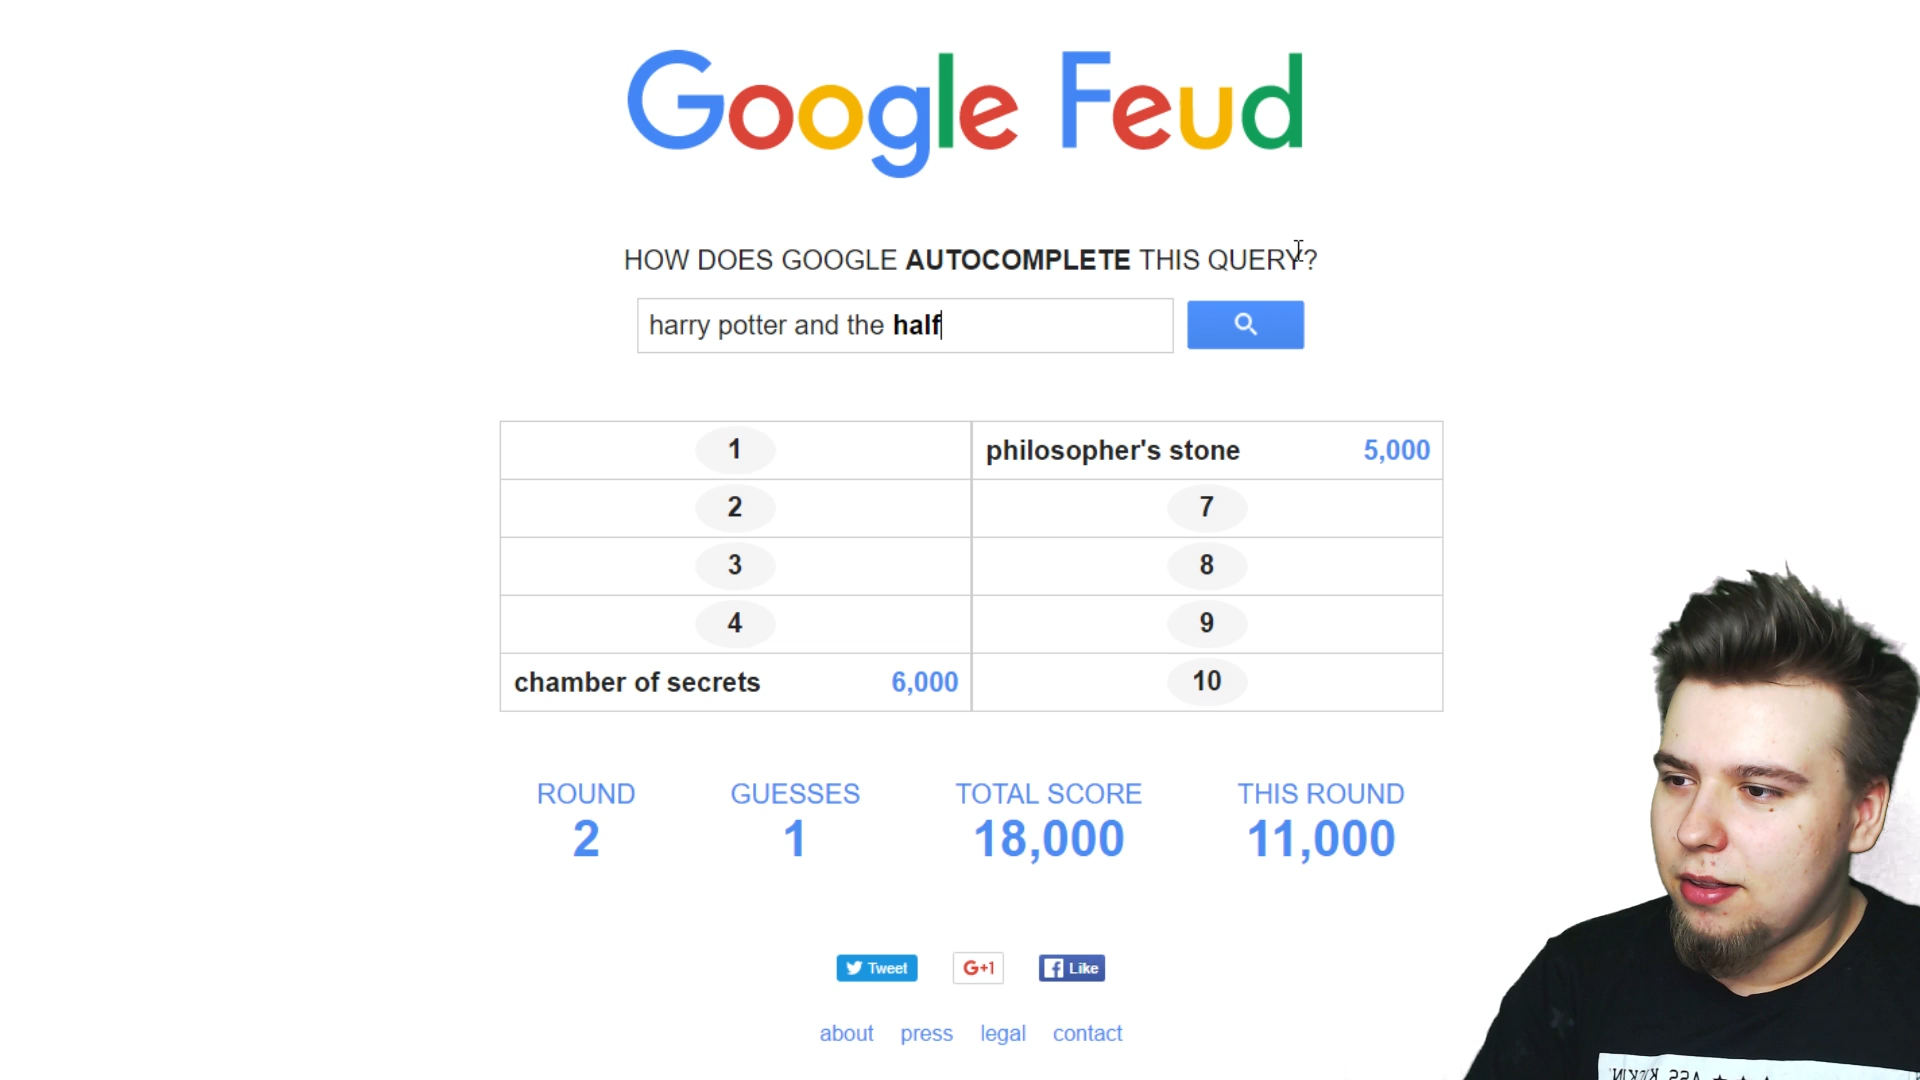 Google Feud
HOW DOES GOOGLE AUTOCOMPLETE THIS QUERY?
harry potter and the half
1
philosopher's stone 5,000
2
7
3
8
4
9
chamber of secrets 6,000
10
ROUND GUESSES TOTAL SCORE THIS ROUND
2 1 18,000 11,000
Tweet G+1 Like
about press legal contact